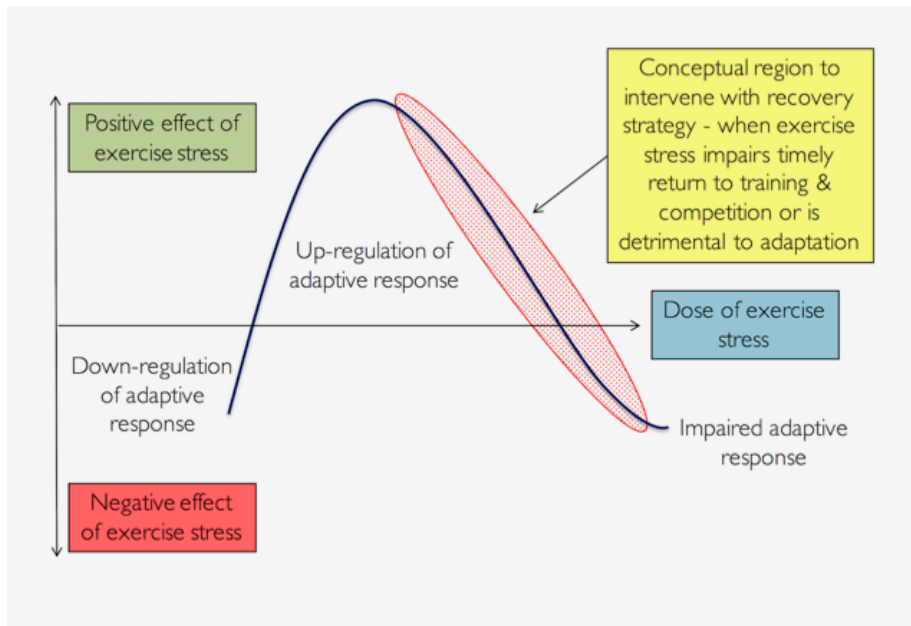 Positive effect of
exercise stress
Conceptual region to
intervene with recovery
strategy - when exercise
stress impairs timely
return to training &
competition or is
detrimental to adaptation
Up-regulation of
adaptive response
Dose of exercise
stress
Down-regulation
of adaptive
response
Impaired adaptive
response
Negative effect
of exercise stress